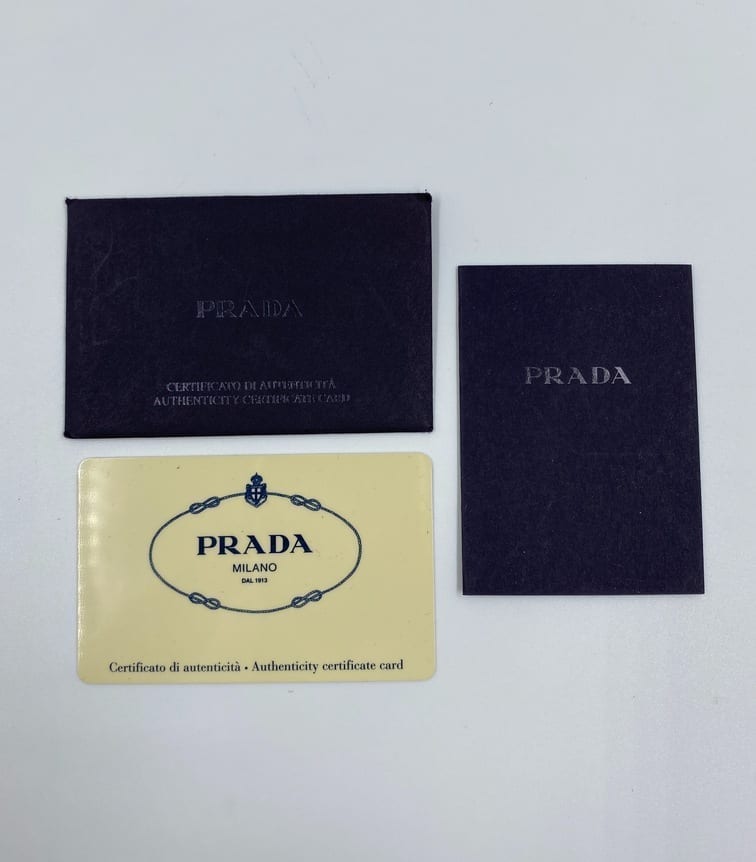 PRADA
CERTIFICATO DI AUTENTICITÀ
AUTHENTICITY CERTIFICATE CARD
PRADA
PRADA
MILANO
DAL 1913
Certificato di autenticità • Authenticity certificate card